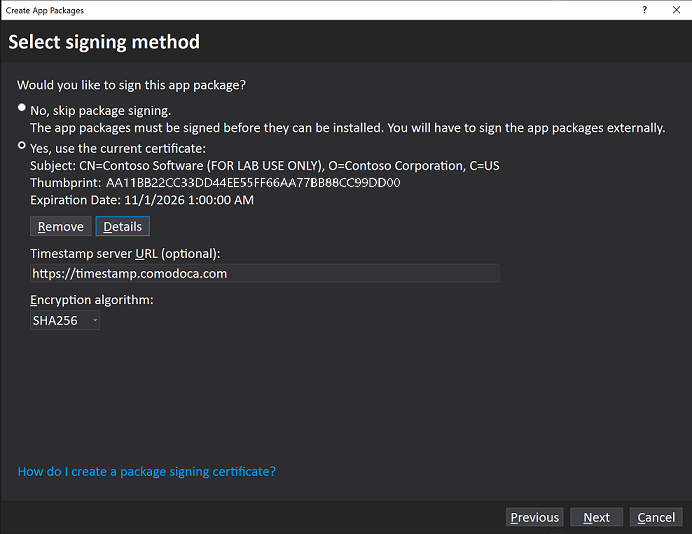 Create App Packages
?
Select signing method
Would you like to sign this app package?
No, skip package signing.
The app packages must be signed before they can be installed. You will have to sign the app packages externally.
Yes, use the current certificate:
Subject: CN=Contoso Software (FOR LAB USE ONLY), O=Contoso Corporation, C=US
Thumbprint: AA11BB22CC33DD44EE55FF66AA77BB88CC99DD00
Expiration Date: 11/1/2026 1:00:00 AM
Remove Details
Timestamp server URL (optional):
https://timestamp.comodoca.com
Encryption algorithm:
SHA256
How do I create a package signing certificate?
Previous Next Cancel